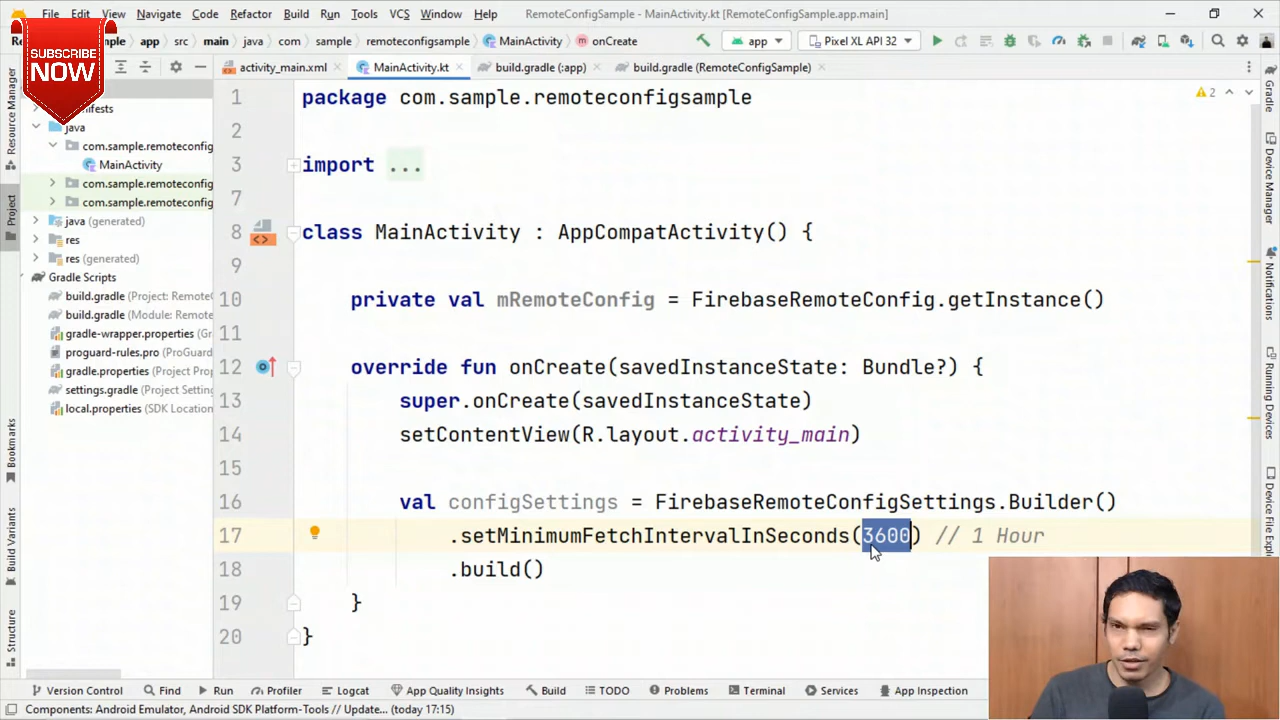 File Edit View Navigate Code Refactor Build Run Tools VCS Window Help RemoteConfigSample - MainActivity.kt [RemoteConfigSample.app.main]
app src main java com sample remoteconfigsample MainActivity onCreate app Pixel XL API 32
SUBSCRIBE
NOW
activity_main.xml MainActivity.kt build.gradle (:app) build.gradle (RemoteConfigSample)
java
com.sample.remoteconfig
MainActivity
com.sample.remoteconfig
com.sample.remoteconfig
java (generated)
res
res (generated)
Gradle Scripts
build.gradle (Project: Remote
build.gradle (Module: Remote
gradle-wrapper.properties (Gr
proguard-rules.pro (ProGuard
gradle.properties (Project Prop
settings.gradle (Project Setting
local.properties (SDK Location
Resource Manager
Project
Bookmarks
Build Variants
Structure
1 package com.sample.remoteconfigsample
2
3 import ...
7
8 class MainActivity : AppCompatActivity() {
9
10 private val mRemoteConfig = FirebaseRemoteConfig.getInstance()
11
12 override fun onCreate(savedInstanceState: Bundle?) {
13 super.onCreate(savedInstanceState)
14 setContentView(R.layout.activity_main)
15
16 val configSettings = FirebaseRemoteConfigSettings.Builder()
17 .setMinimumFetchIntervalInSeconds(3600) // 1 Hour
18 .build()
19 }
20 }
2
Gradle
Device Manager
Notifications
Running Devices
Device File
Version Control Find Run Profiler Logcat App Quality Insights Build TODO Problems Terminal Services App Inspection
Components: Android Emulator, Android SDK Platform-Tools // Update... (today 17:15)